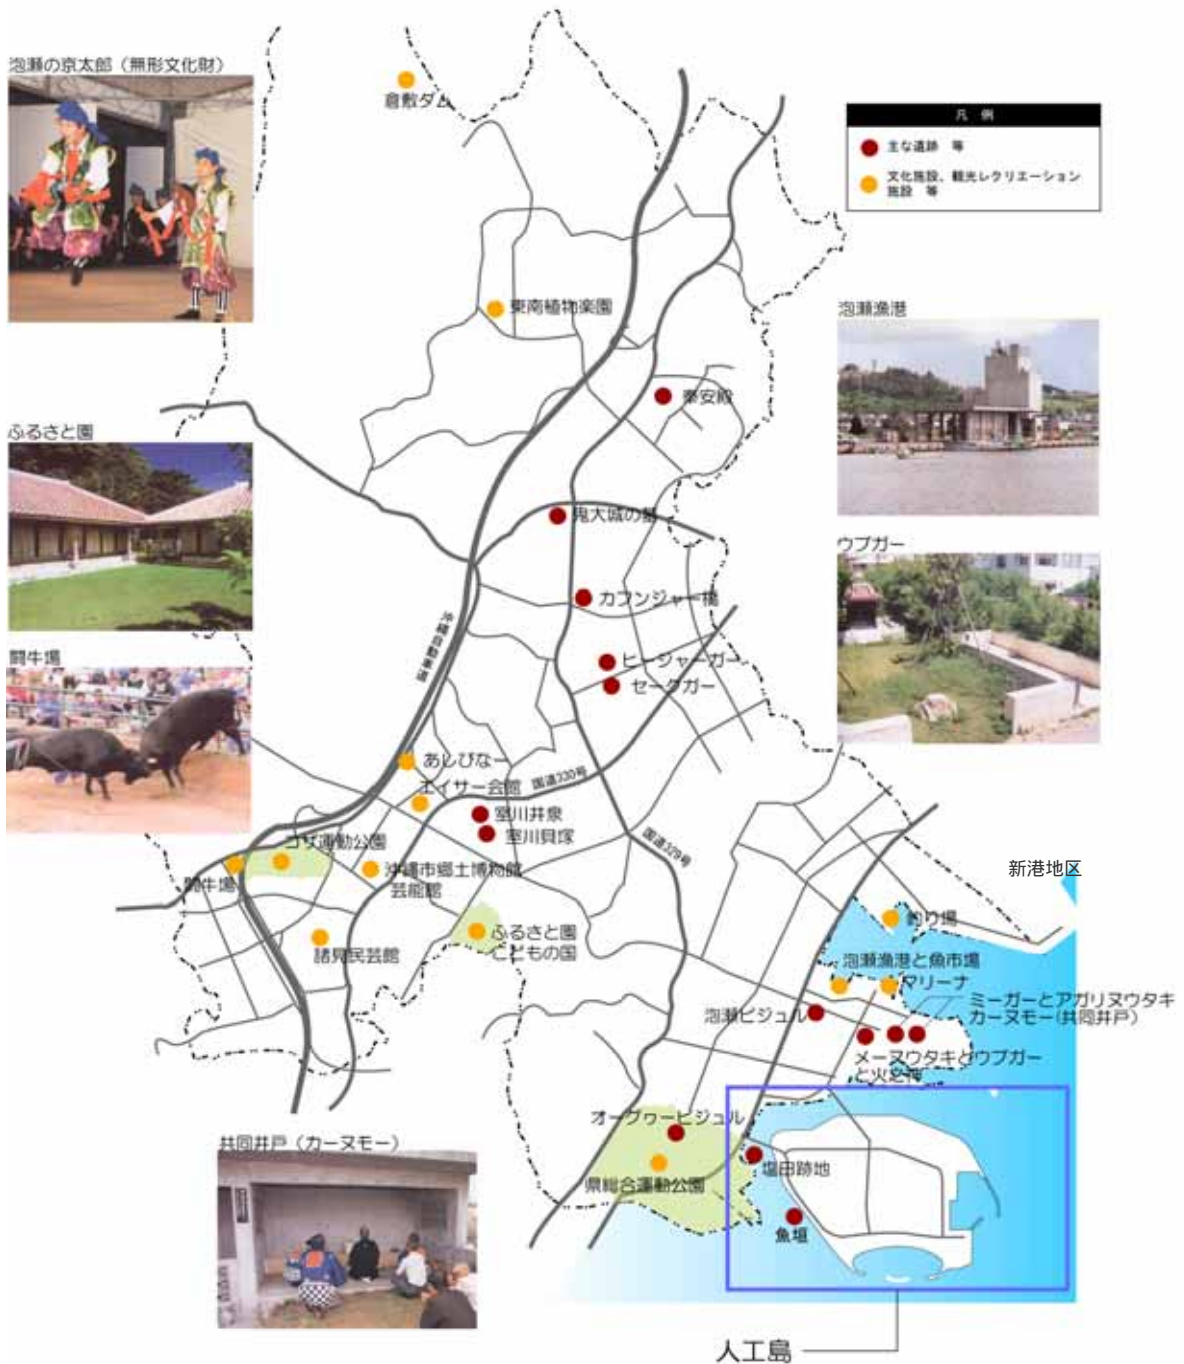 泡瀬の京太郎（無形文化財）
倉敷ダム
凡 例
主な遺跡 等
文化施設、観光レクリエーション
施設 等
東南植物楽園
泡瀬漁港
奉安殿
ふるさと園
鬼大城の墓
ウブガー
カフンジャー橋
沖縄自動車道
ヒージャーガー
セークガー
闘牛場
あしびなー
エイサー会館
国道330号
室川井泉
室川貝塚
国道329号
コザ運動公園
闘牛場
沖縄市郷土博物館
芸能館
新港地区
釣り場
ふるさと園
こどもの国
諸見民芸館
泡瀬漁港と魚市場
マリーナ
ミーガーとアガリヌウタキ
カーヌモー(共同井戸)
泡瀬ビジュル
メーヌウタキとウブガー
と火之神
オーグヮービジュル
共同井戸（カーヌモー）
塩田跡地
県総合運動公園
魚垣
人工島